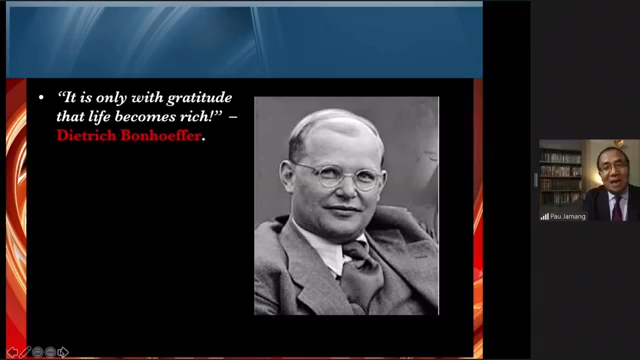 • “It is only with gratitude
that life becomes rich!” –
Dietrich Bonhoeffer.
Pau Jamang